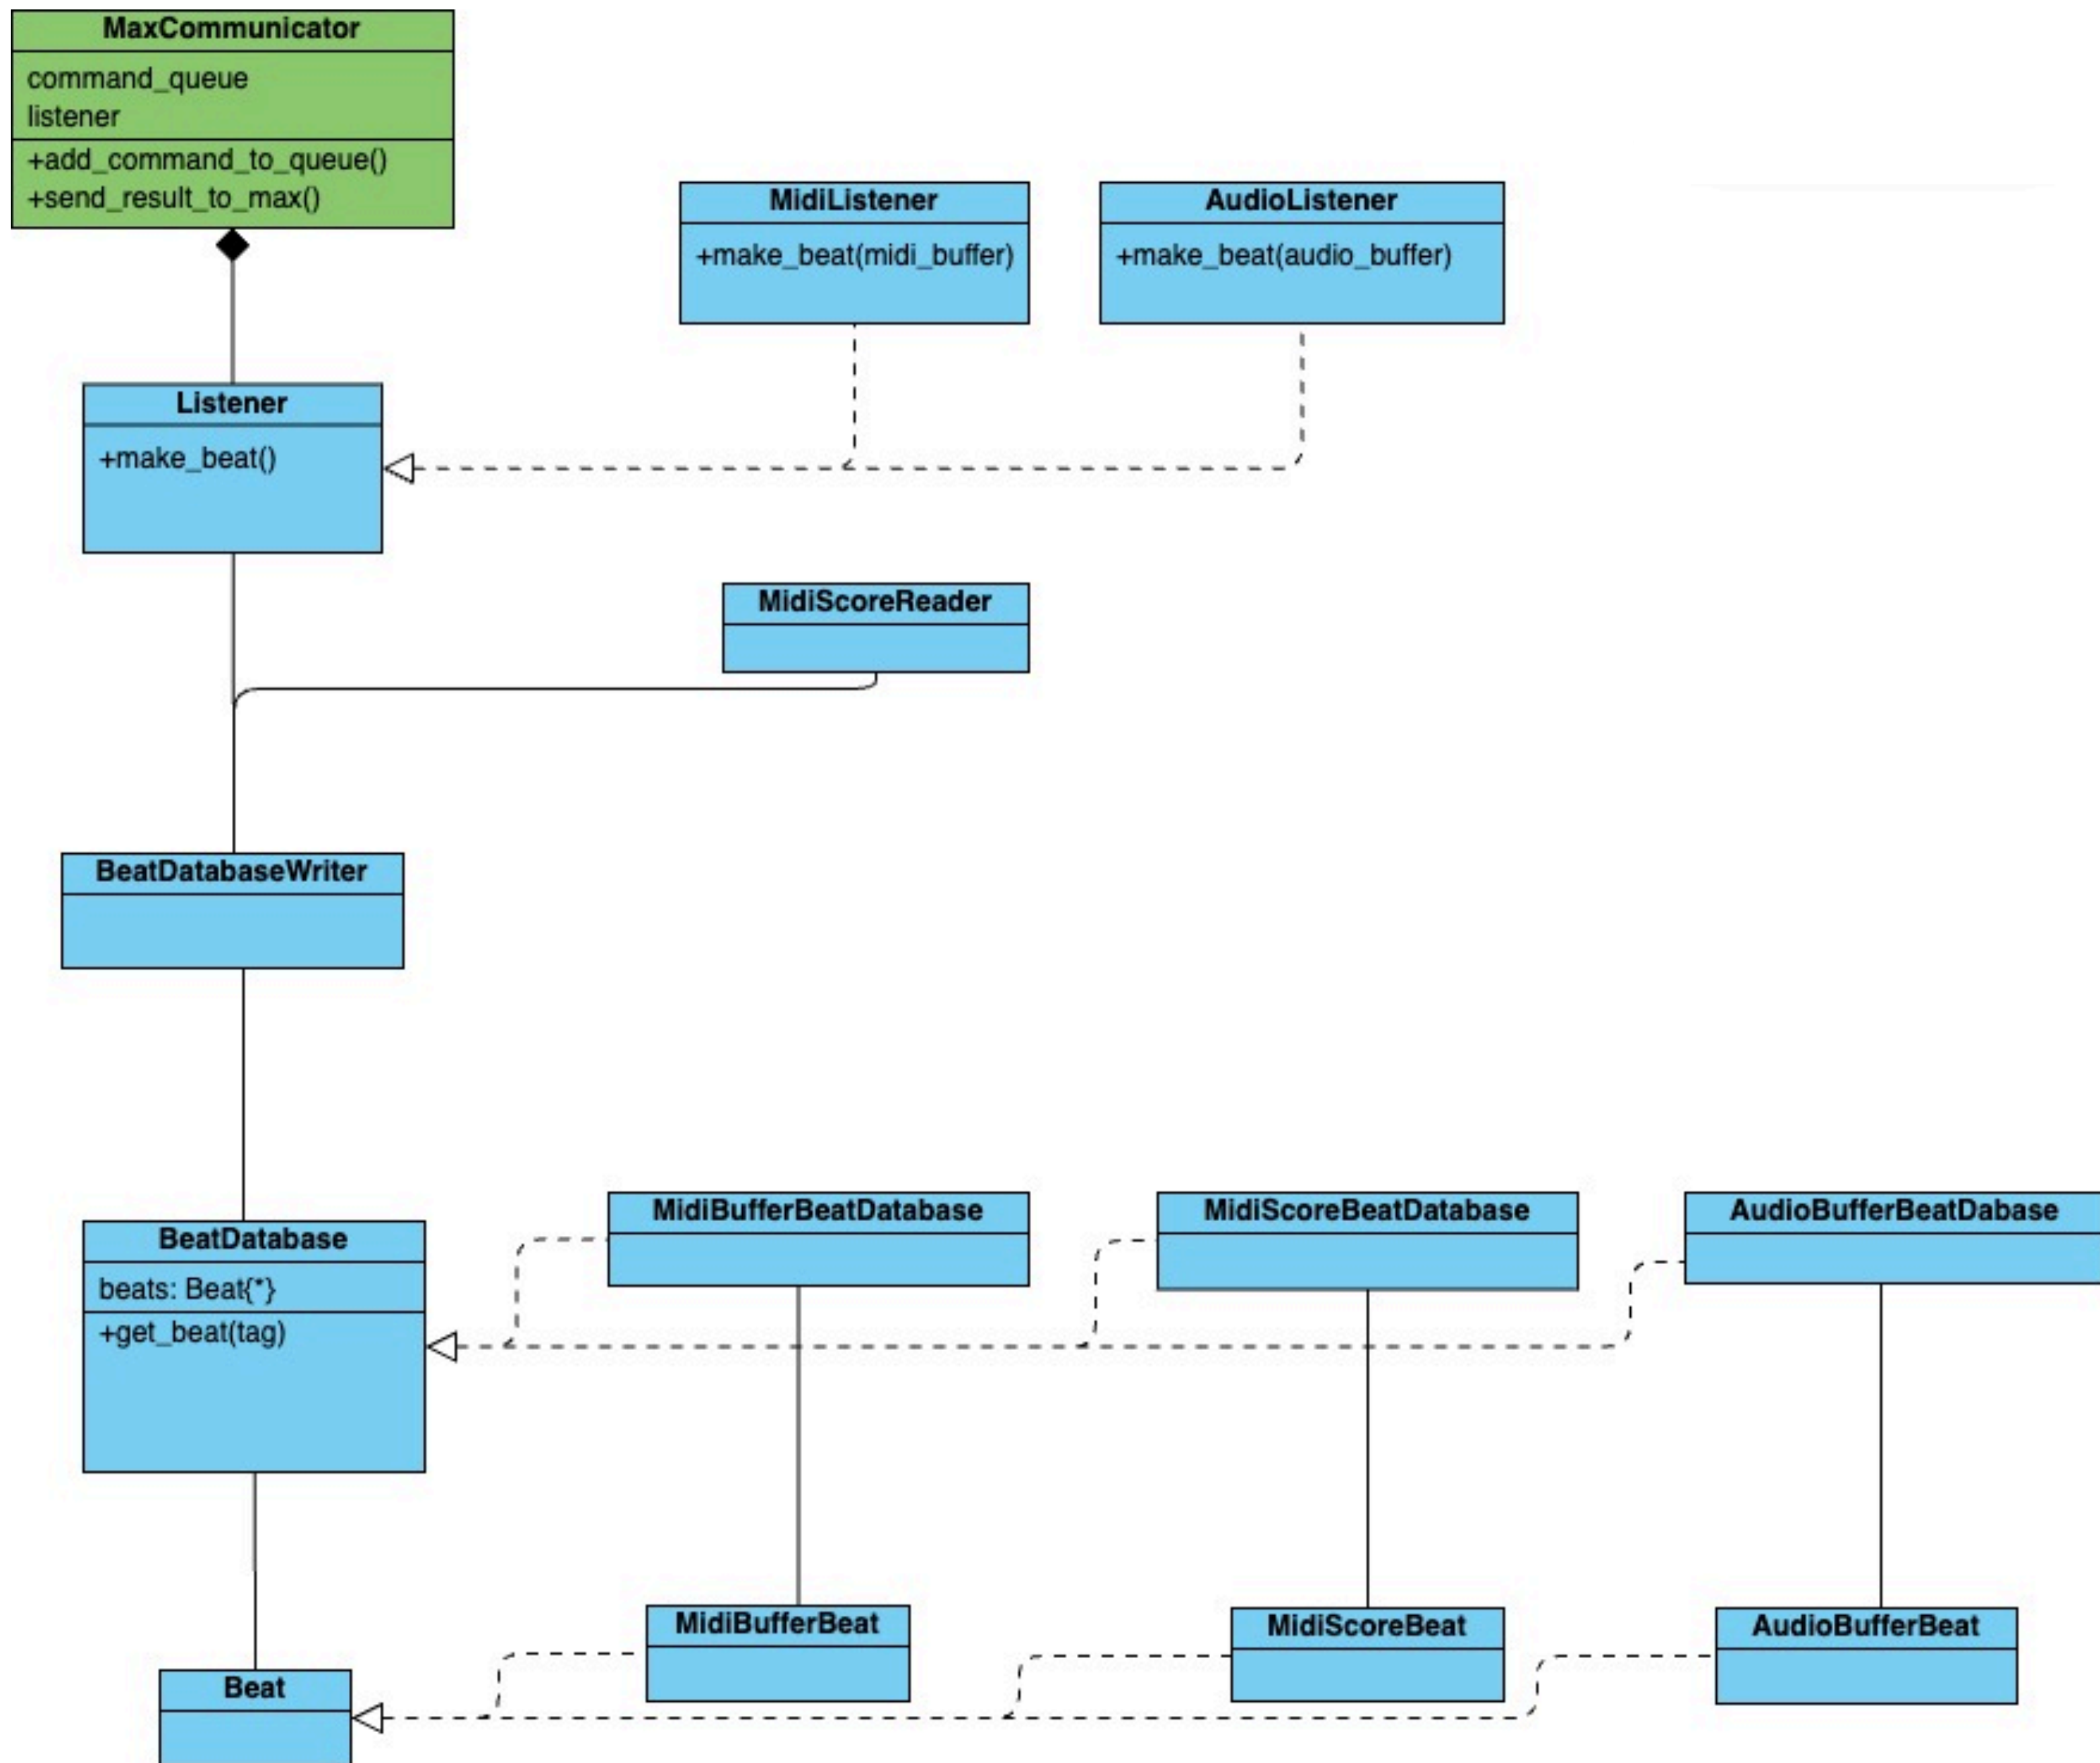 MaxCommunicator
command_queue
listener
+add_command_to_queue()
+send_result_to_max()
MidiListener
+make_beat(midi_buffer)
AudioListener
+make_beat(audio_buffer)
Listener
+make_beat()
MidiScoreReader
BeatDatabaseWriter
BeatDatabase
beats: Beat{*}
+get_beat(tag)
MidiBufferBeatDatabase
MidiScoreBeatDatabase
AudioBufferBeatDabase
MidiBufferBeat
MidiScoreBeat
AudioBufferBeat
Beat